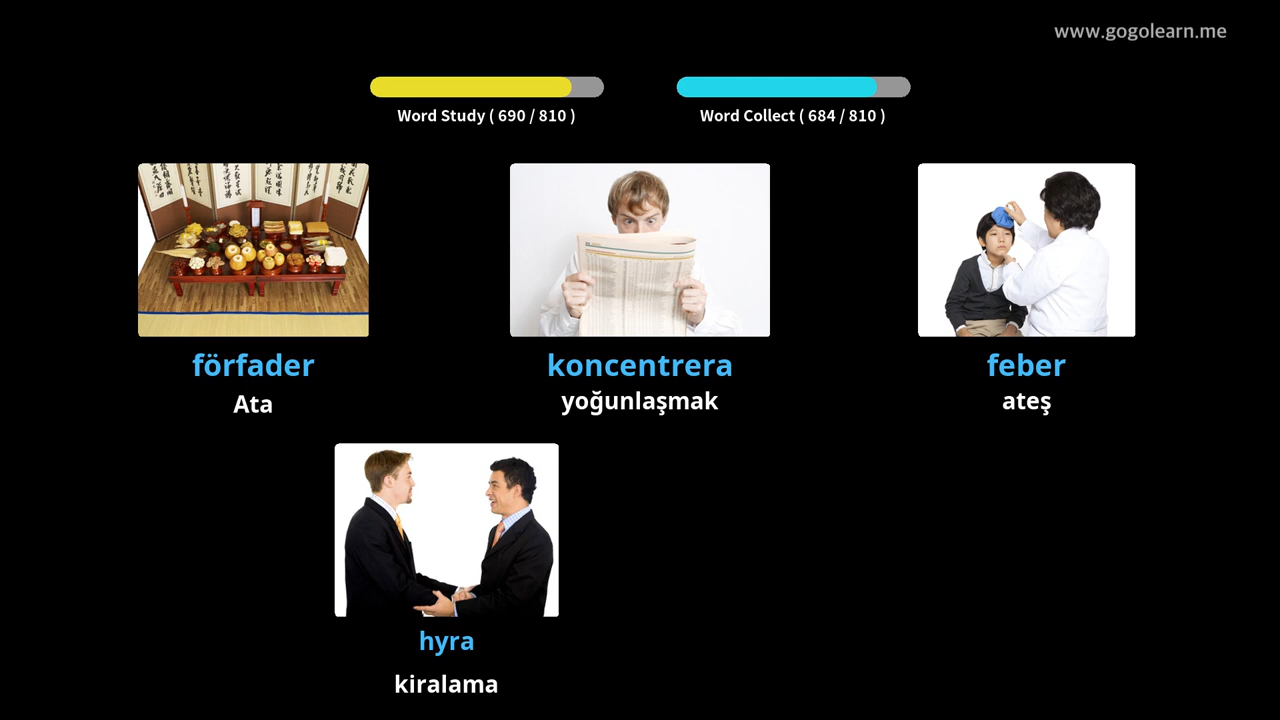 www.gogolearn.me
Word Study ( 690 / 810 )
Word Collect ( 684 / 810 )
förfader
Ata
koncentrera
yoğunlaşmak
feber
ateş
hyra
kiralama